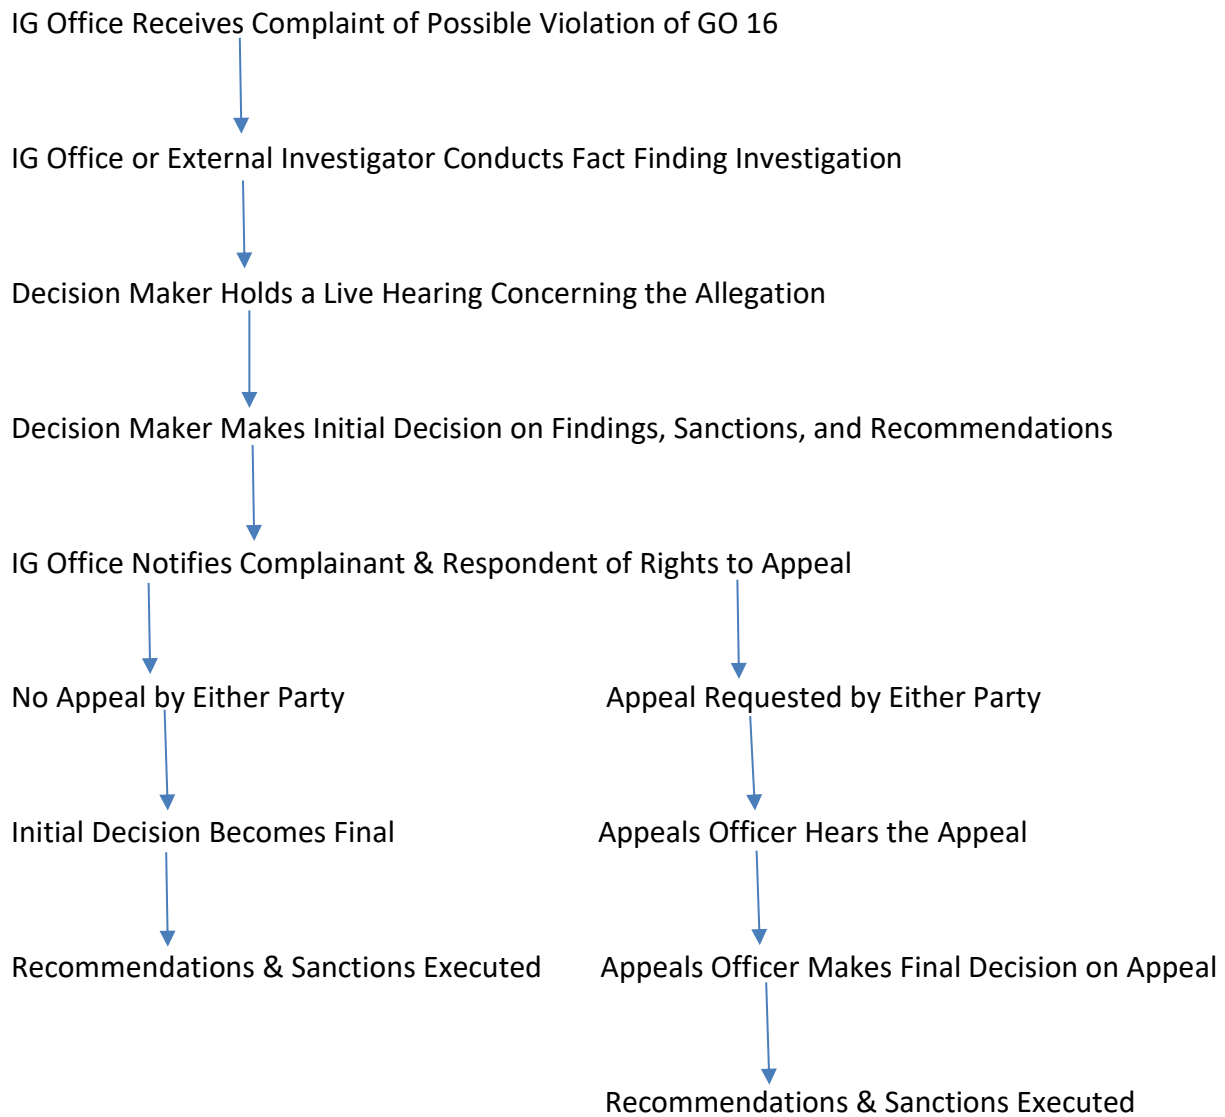 IG Office Receives Complaint of Possible Violation of GO 16
IG Office or External Investigator Conducts Fact Finding Investigation
Decision Maker Holds a Live Hearing Concerning the Allegation
Decision Maker Makes Initial Decision on Findings, Sanctions, and Recommendations
IG Office Notifies Complainant & Respondent of Rights to Appeal
No Appeal by Either Party
Appeal Requested by Either Party
Initial Decision Becomes Final
Appeals Officer Hears the Appeal
Recommendations & Sanctions Executed
Appeals Officer Makes Final Decision on Appeal
Recommendations & Sanctions Executed